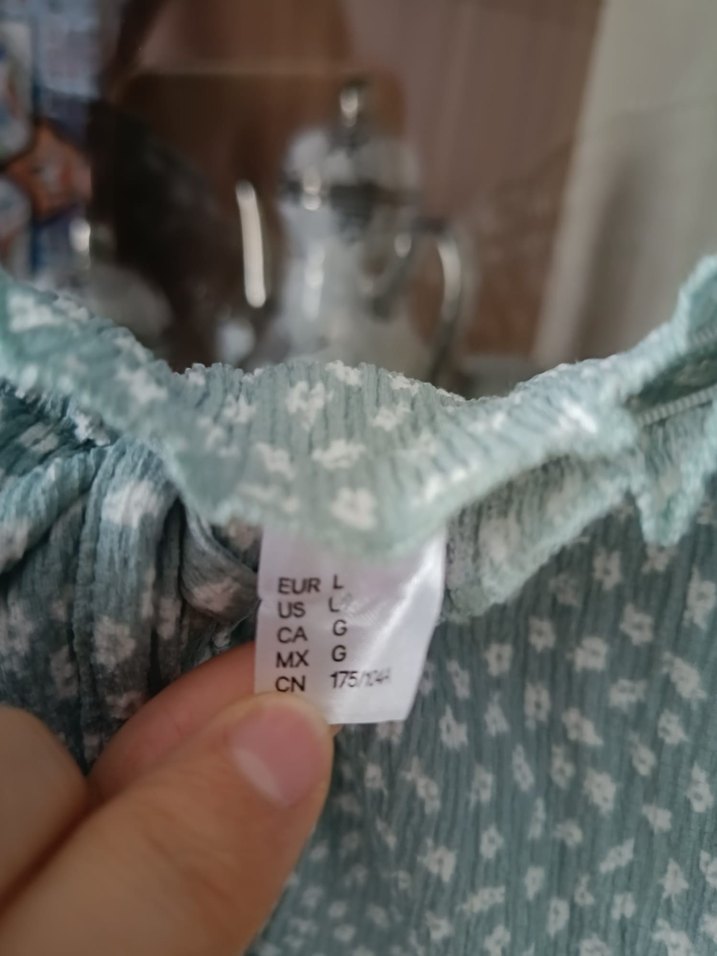 EUR L
US L
CA G
MX G
CN 175/104A